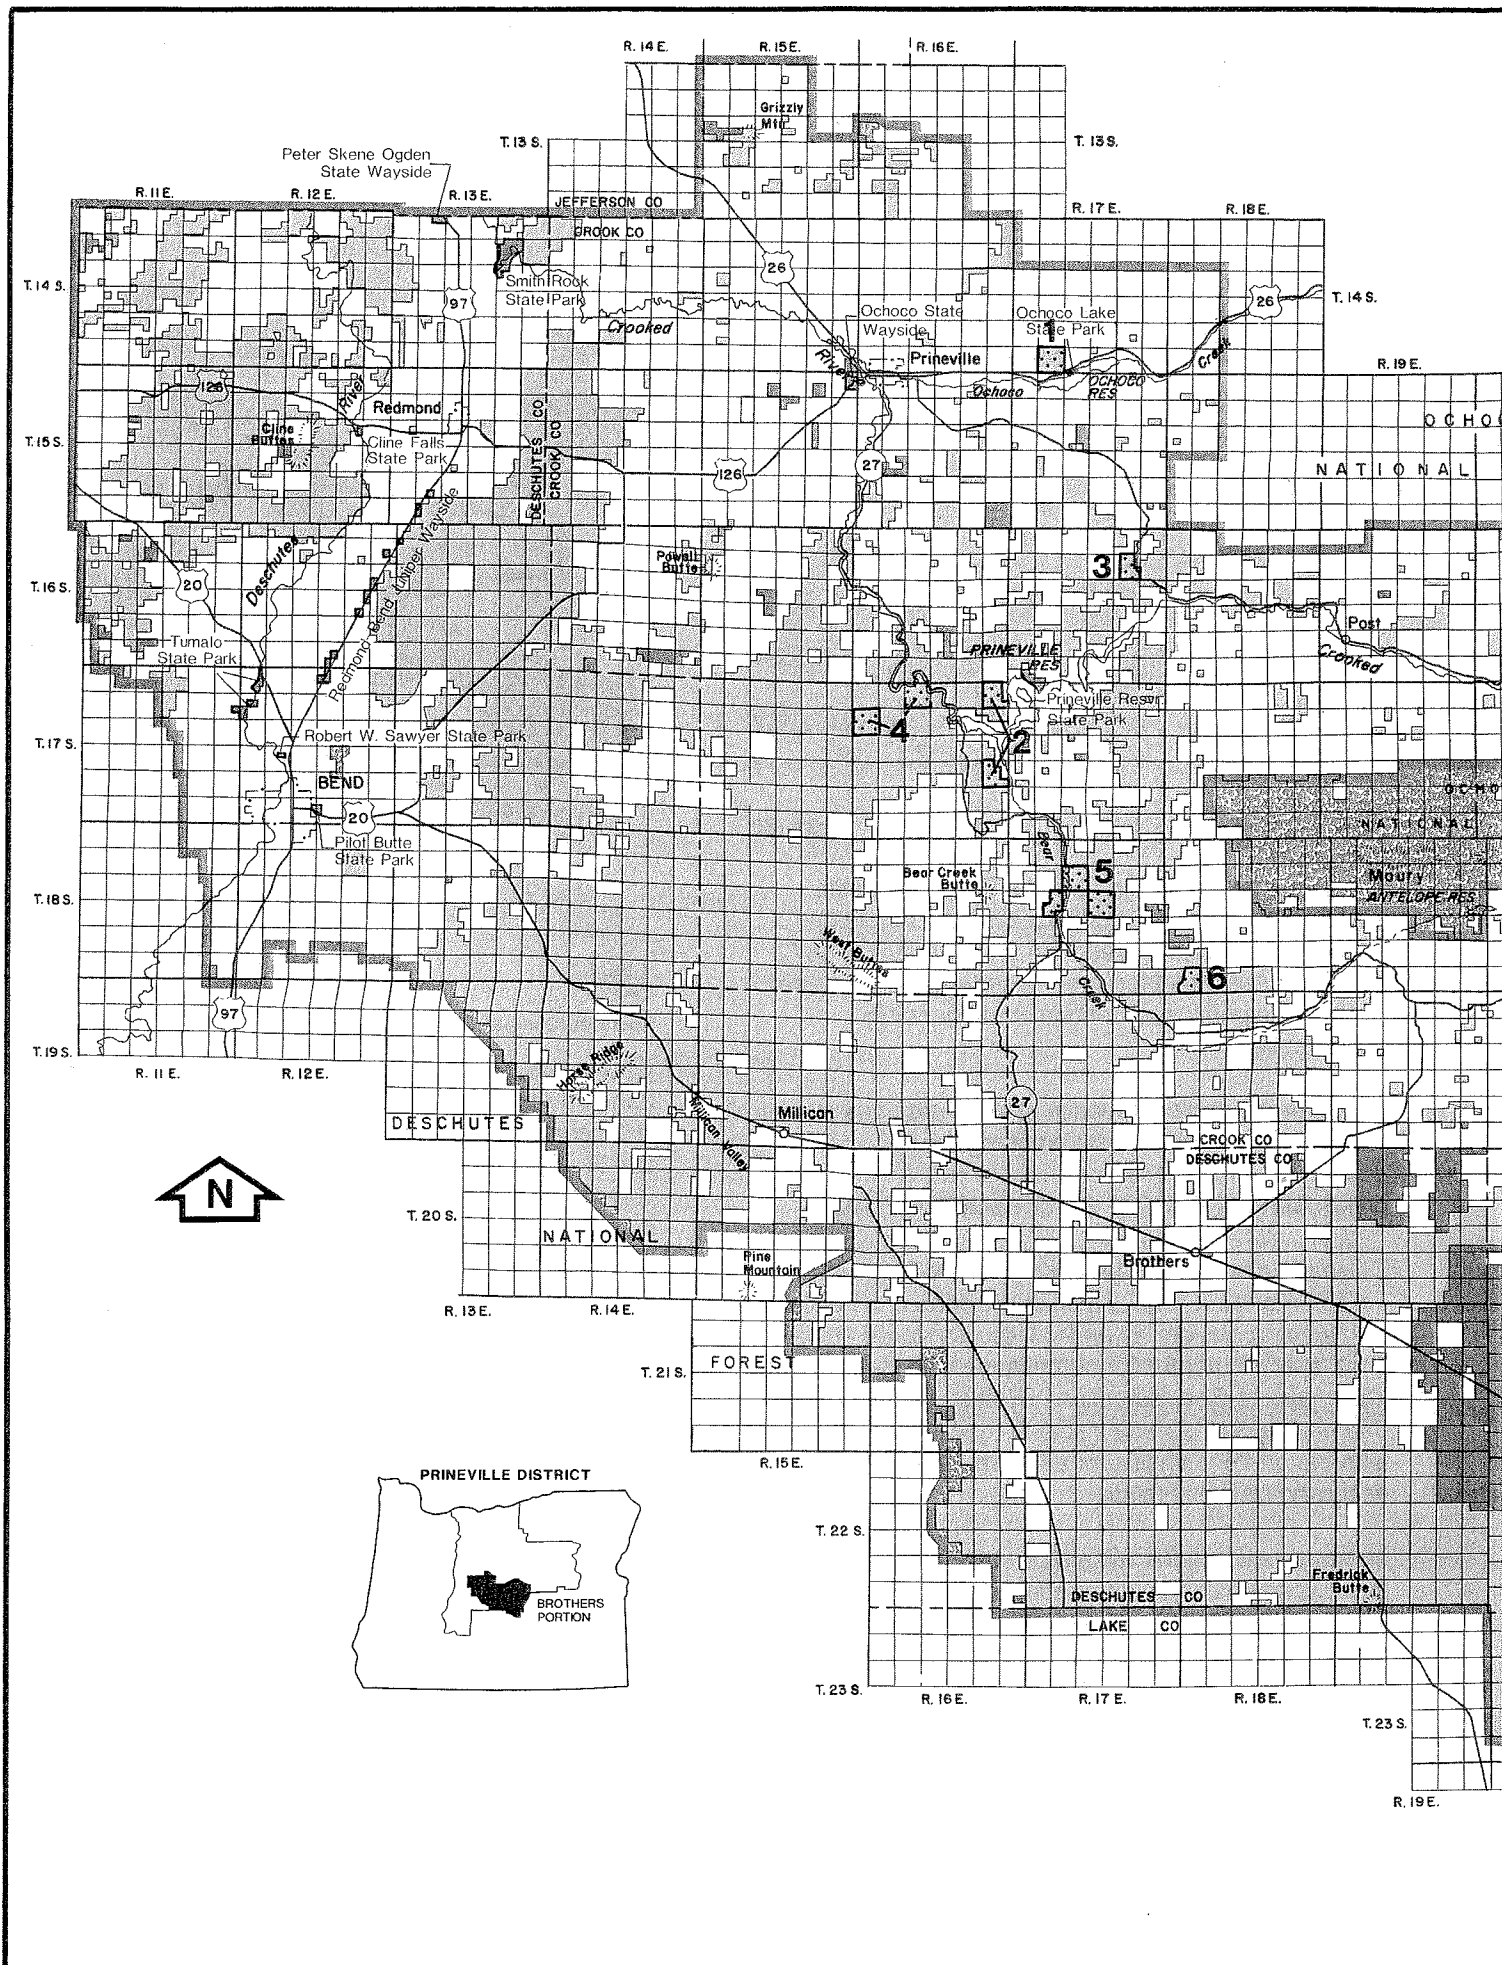 R. 14 E.
R. 15 E.
R. 16 E.
Grizzly
Mtn
T. 13 S.
T. 13 S.
Peter Skene Ogden
State Wayside
R. 11 E.
R. 12 E.
R. 13 E.
JEFFERSON CO
CROOK CO
R. 17 E.
R. 18 E.
T. 14 S.
26
Smith Rock
State Park
97
26
T. 14 S.
Ochoco State
Wayside
Ochoco Lake
State Park
Crooked
River
1
Prineville
Creek
R. 19 E.
126
River
Redmond
Ochoco
OCHOCO
RES
Cline
Buttes
T. 15 S.
Cline Falls
State Park
DESCHUTES CO
CROOK CO
126
27
NATIONAL
Redmond-Bend Juniper Wayside
Deschutes
Powell
Butte
3
T. 16 S.
20
Post
Tumalo
State Park
PRINEVILLE
RES
Crooked
Prineville Resvr
State Park
4
2
T. 17 S.
Robert W. Sawyer State Park
BEND
20
NATIONAL
Pilot Butte
State Park
Bear
Bear Creek
Butte
5
Maury
ANTELOPE RES
T. 18 S.
West Buttes
6
Creek
97
T. 19 S.
Horse Ridge
R. 11 E.
R. 12 E.
27
Millican
Millican Valley
DESCHUTES
CROOK CO
DESCHUTES CO
N
T. 20 S.
NATIONAL
Pine
Mountain
Brothers
R. 13 E.
R. 14 E.
FOREST
T. 21 S.
R. 15 E.
PRINEVILLE DISTRICT
T. 22 S.
BROTHERS
PORTION
Fredrick
Butte
DESCHUTES CO
LAKE CO
T. 23 S.
R. 16 E.
R. 17 E.
R. 18 E.
T. 23 S.
R. 19 E.